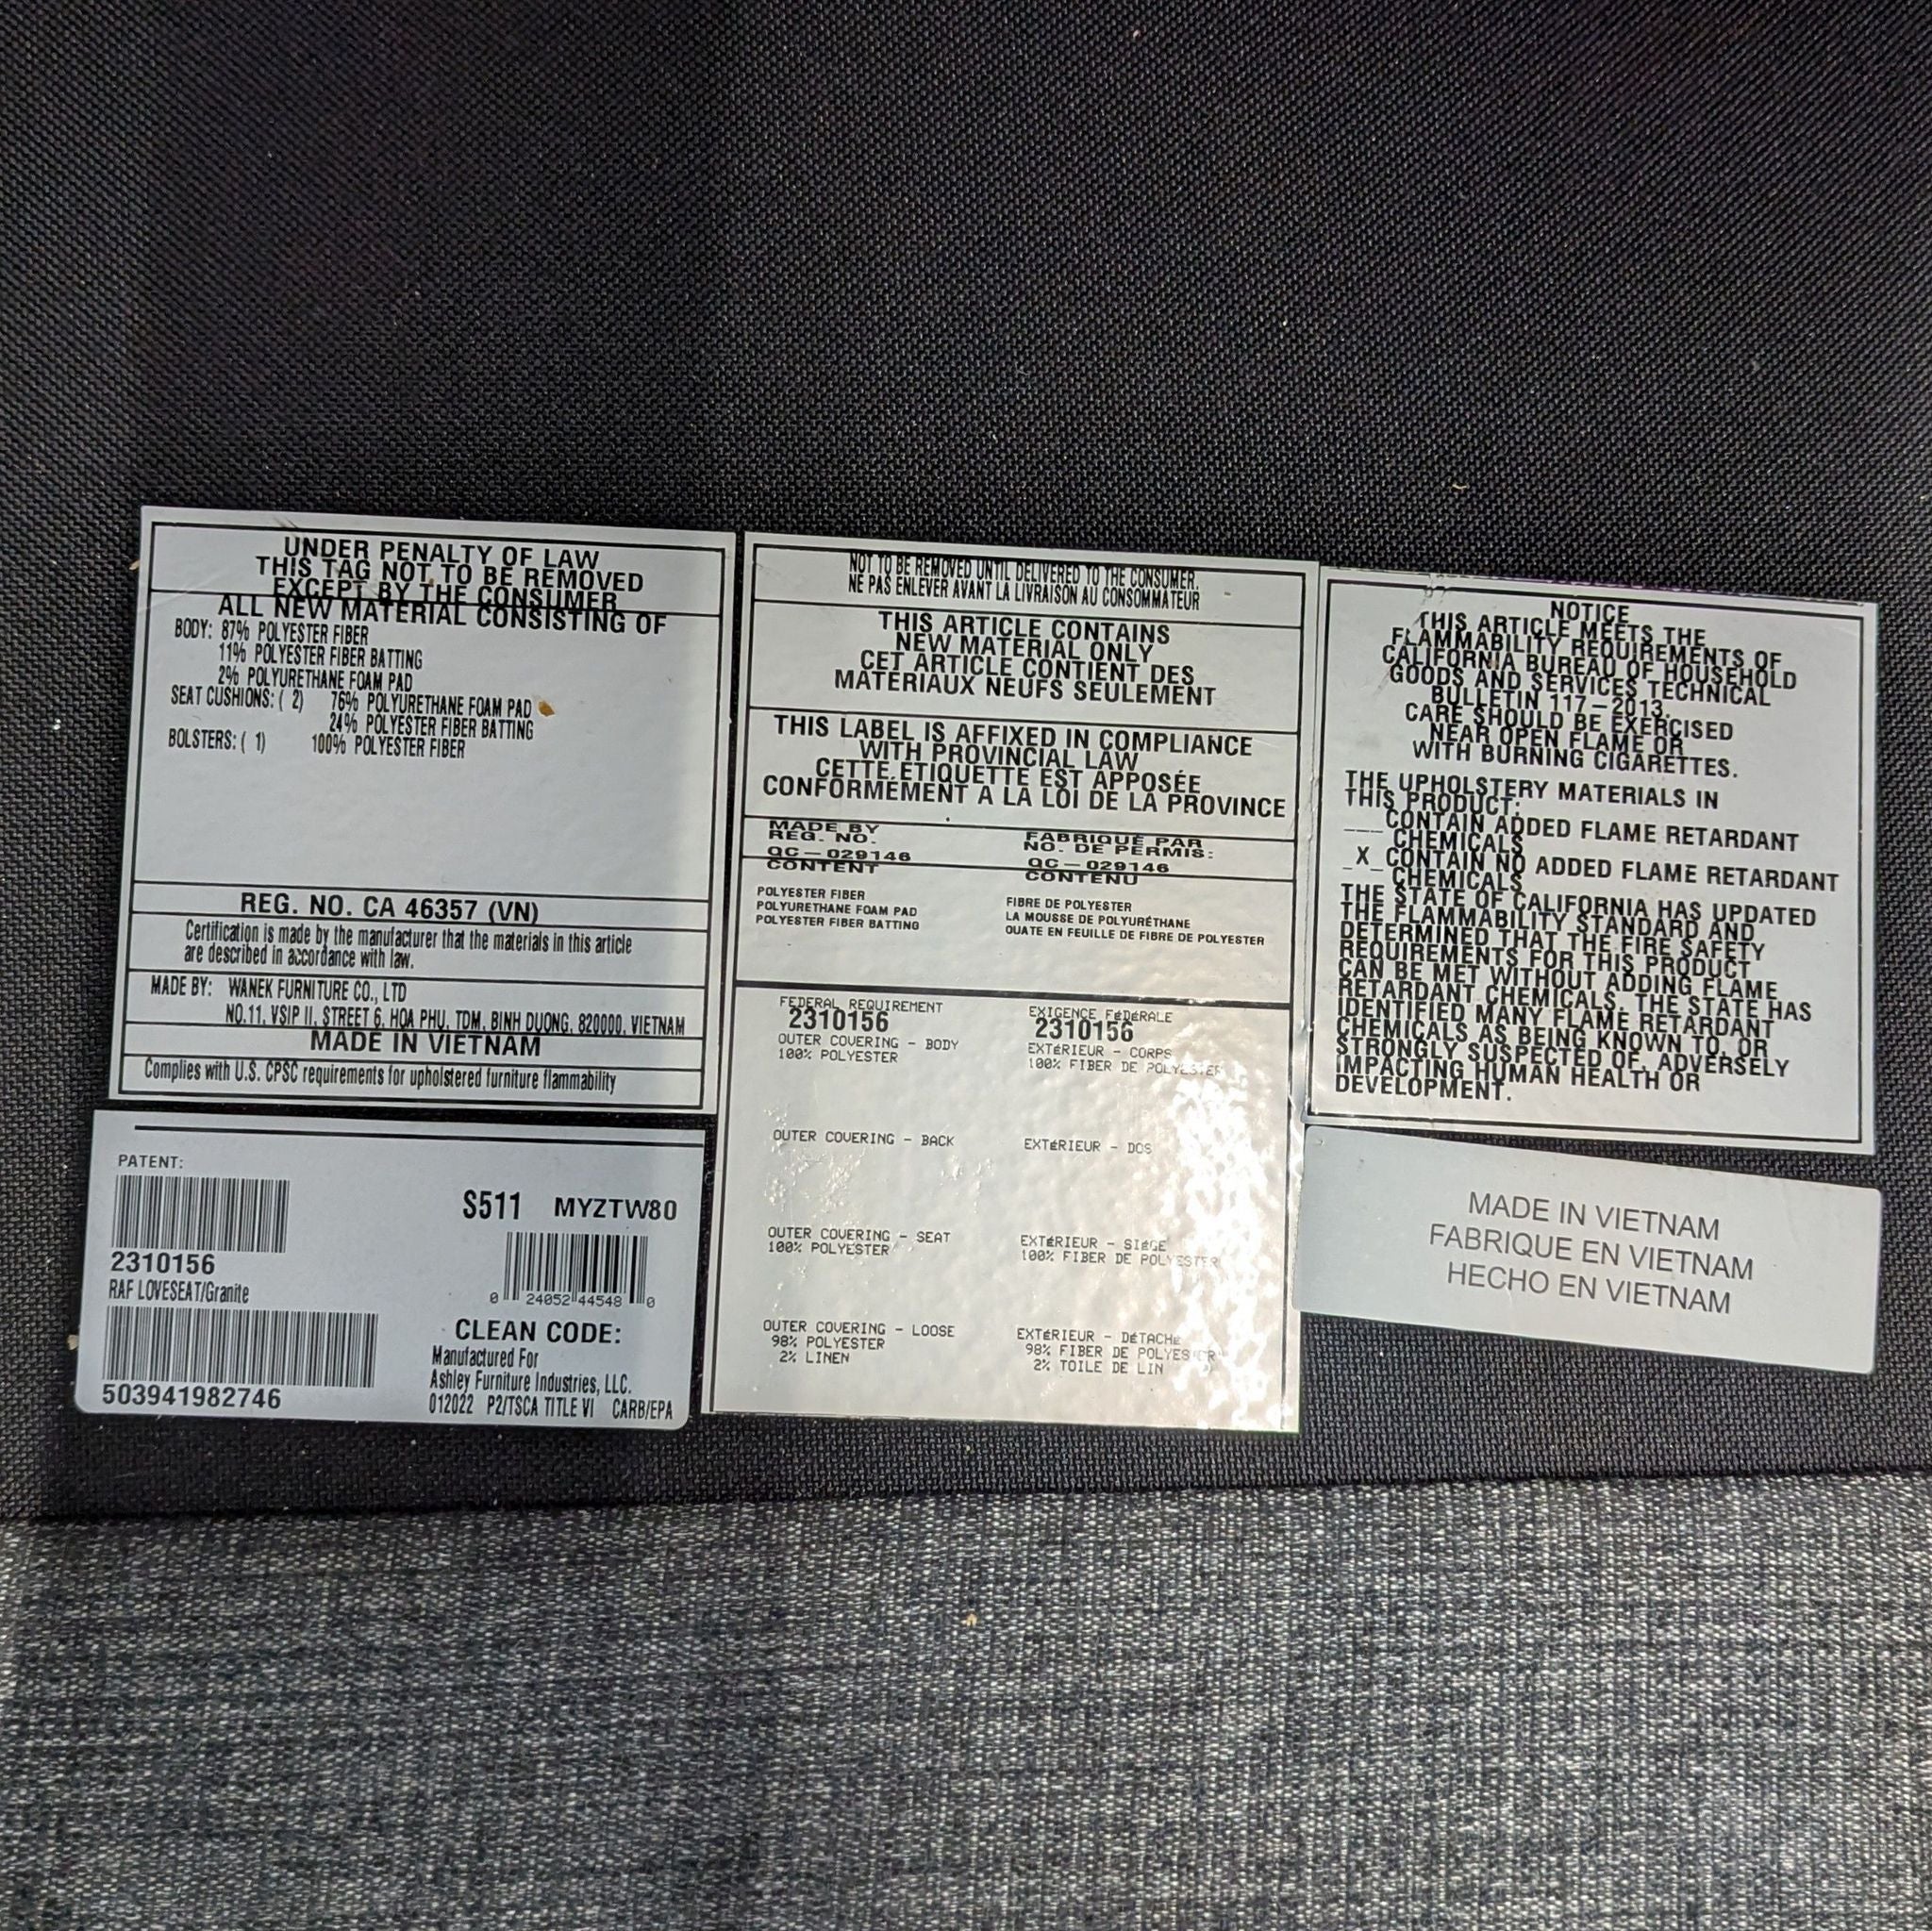 UNDER PENALTY OF LAW
THIS TAG NOT TO BE REMOVED
EXCEPT BY THE CONSUMER
ALL NEW MATERIAL CONSISTING OF
BODY: 87% POLYESTER FIBER
11% POLYESTER FIBER BATTING
2% POLYURETHANE FOAM PAD
SEAT CUSHIONS: ( 2) 76% POLYURETHANE FOAM PAD
24% POLYESTER FIBER BATTING
BOLSTERS: ( 1) 100% POLYESTER FIBER
REG. NO. CA 46357 (VN)
Certification is made by the manufacturer that the materials in this article
are described in accordance with law.
MADE BY: WANEK FURNITURE CO., LTD
NO.11, VSIP II, STREET 6, HOA PHU, TDM, BINH DUONG, 820000, VIETNAM
MADE IN VIETNAM
Complies with U.S. CPSC requirements for upholstered furniture flammability
PATENT:
S511 MYZTW80
2310156
RAF LOVESEAT/Granite
0 24052 44548 0
CLEAN CODE:
Manufactured For
Ashley Furniture Industries, LLC.
503941982746
012022 P2/TSCA TITLE VI CARB/EPA
NOT TO BE REMOVED UNTIL DELIVERED TO THE CONSUMER.
NE PAS ENLEVER AVANT LA LIVRAISON AU CONSOMMATEUR
THIS ARTICLE CONTAINS
NEW MATERIAL ONLY
CET ARTICLE CONTIENT DES
MATÉRIAUX NEUFS SEULEMENT
THIS LABEL IS AFFIXED IN COMPLIANCE
WITH PROVINCIAL LAW
CETTE ÉTIQUETTE EST APPOSÉE
CONFORMÉMENT À LA LOI DE LA PROVINCE
MADE BY FABRIQUÉ PAR
REG. NO. NO. DE PERMIS:
QC-029146 QC-029146
CONTENT CONTENU
POLYESTER FIBER FIBRE DE POLYESTER
POLYURETHANE FOAM PAD LA MOUSSE DE POLYURÉTHANE
POLYESTER FIBER BATTING OUATE EN FEUILLE DE FIBRE DE POLYESTER
FEDERAL REQUIREMENT EXIGENCE FéDéRALE
2310156 2310156
OUTER COVERING - BODY EXTéRIEUR - CORPS
100% POLYESTER 100% FIBER DE POLYESTER
OUTER COVERING - BACK EXTéRIEUR - DOS
OUTER COVERING - SEAT EXTéRIEUR - SIéGE
100% POLYESTER 100% FIBER DE POLYESTER
OUTER COVERING - LOOSE EXTéRIEUR - DéTACHé
98% POLYESTER 98% FIBER DE POLYESTER
2% LINEN 2% TOILE DE LIN
NOTICE
THIS ARTICLE MEETS THE
FLAMMABILITY REQUIREMENTS OF
CALIFORNIA BUREAU OF HOUSEHOLD
GOODS AND SERVICES TECHNICAL
BULLETIN 117-2013.
CARE SHOULD BE EXERCISED
NEAR OPEN FLAME OR
WITH BURNING CIGARETTES.
THE UPHOLSTERY MATERIALS IN
THIS PRODUCT:
___CONTAIN ADDED FLAME RETARDANT
CHEMICALS
_X_CONTAIN NO ADDED FLAME RETARDANT
CHEMICALS
THE STATE OF CALIFORNIA HAS UPDATED
THE FLAMMABILITY STANDARD AND
DETERMINED THAT THE FIRE SAFETY
REQUIREMENTS FOR THIS PRODUCT
CAN BE MET WITHOUT ADDING FLAME
RETARDANT CHEMICALS. THE STATE HAS
IDENTIFIED MANY FLAME RETARDANT
CHEMICALS AS BEING KNOWN TO, OR
STRONGLY SUSPECTED OF, ADVERSELY
IMPACTING HUMAN HEALTH OR
DEVELOPMENT.
MADE IN VIETNAM
FABRIQUE EN VIETNAM
HECHO EN VIETNAM